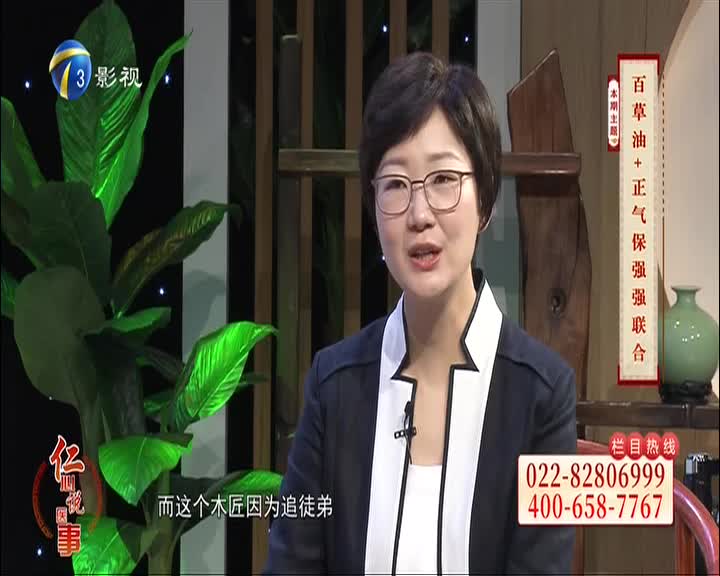 3 影视
本期主题
百草油+正气保强强联合
仁心说医事
栏目热线
022-82806999
400-658-7767
而这个木匠因为追徒弟